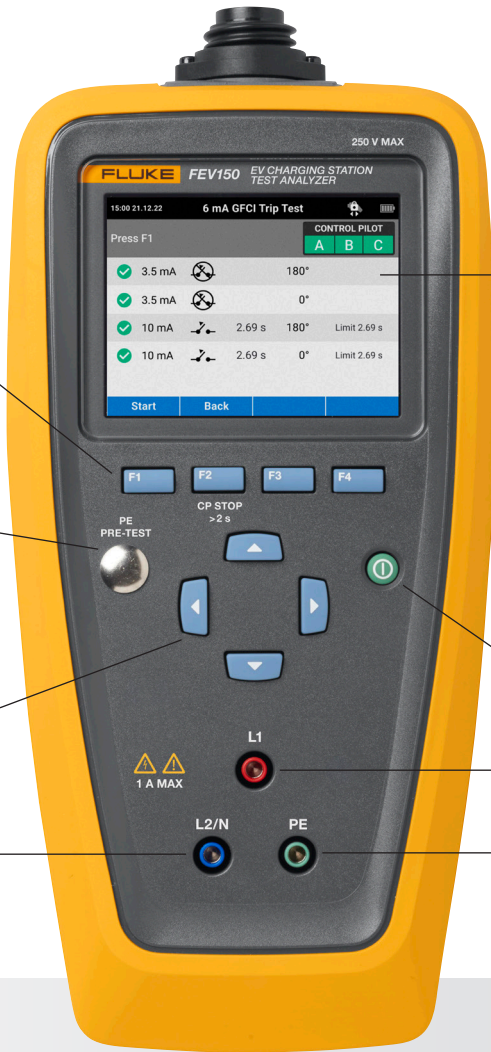 250 V MAX
FLUKE FEV150 EV CHARGING STATION
TEST ANALYZER
15:00 21.12.22 6 mA GFCI Trip Test
Press F1
CONTROL PILOT
A B C
3.5 mA 180°
3.5 mA 0°
10 mA 2.69 s 180° Limit 2.69 s
10 mA 2.69 s 0° Limit 2.69 s
Start Back
F1 F2 F3 F4
CP STOP
>2 s
PE
PRE-TEST
L1
1 A MAX
L2/N PE